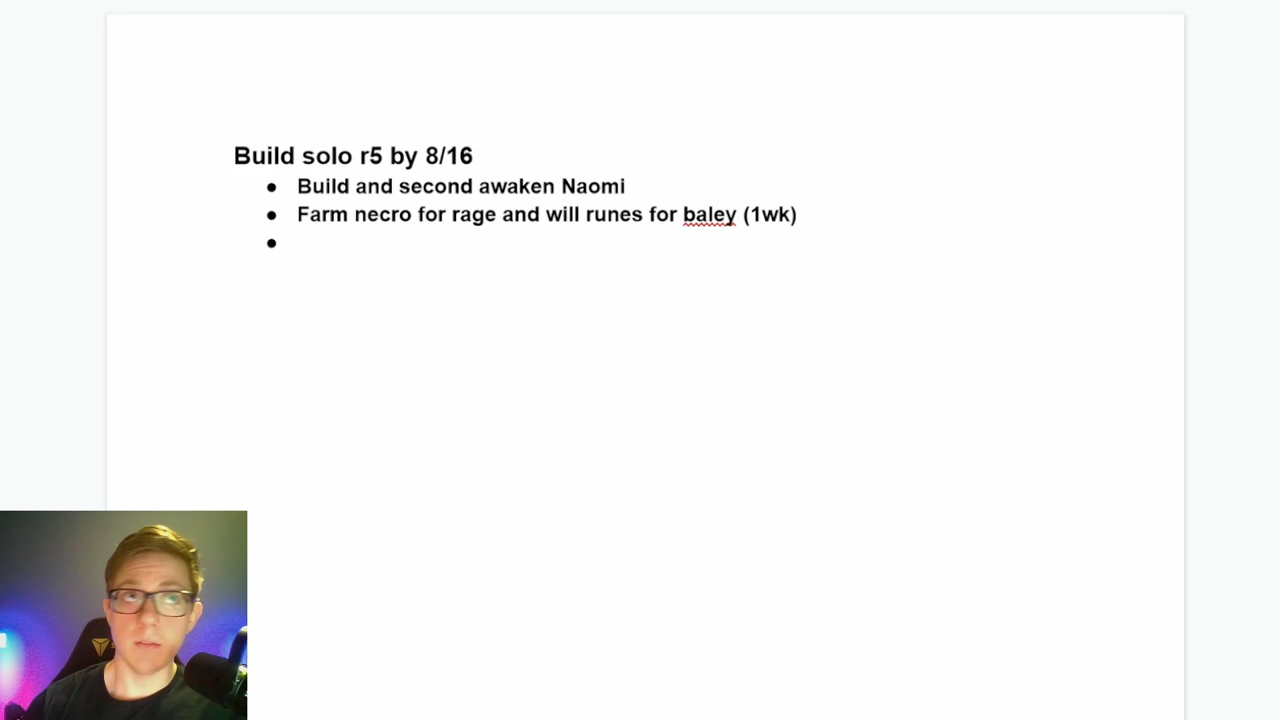 Build solo r5 by 8/16
● Build and second awaken Naomi
● Farm necro for rage and will runes for baley (1wk)
●